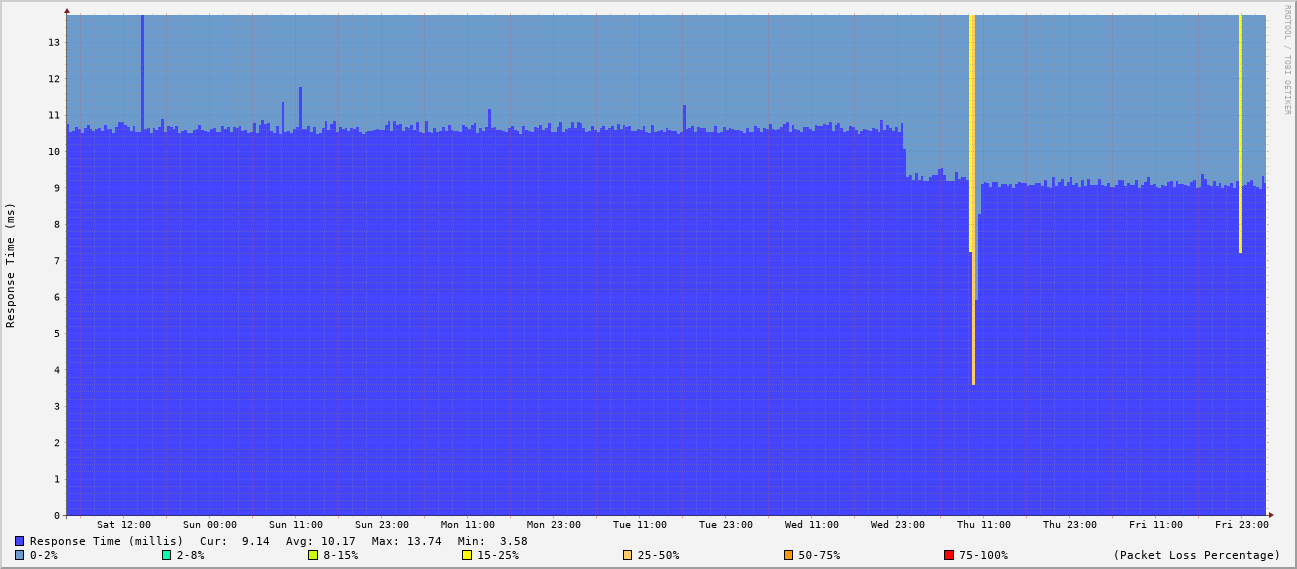 RRDTOOL / TOBI OETIKER
Response Time (ms)
13
12
11
10
9
8
7
6
5
4
3
2
1
0
Sat 12:00 Sun 00:00 Sun 11:00 Sun 23:00 Mon 11:00 Mon 23:00 Tue 11:00 Tue 23:00 Wed 11:00 Wed 23:00 Thu 11:00 Thu 23:00 Fri 11:00 Fri 23:00
Response Time (millis) Cur: 9.14 Avg: 10.17 Max: 13.74 Min: 3.58
0-2% 2-8% 8-15% 15-25% 25-50% 50-75% 75-100% (Packet Loss Percentage)